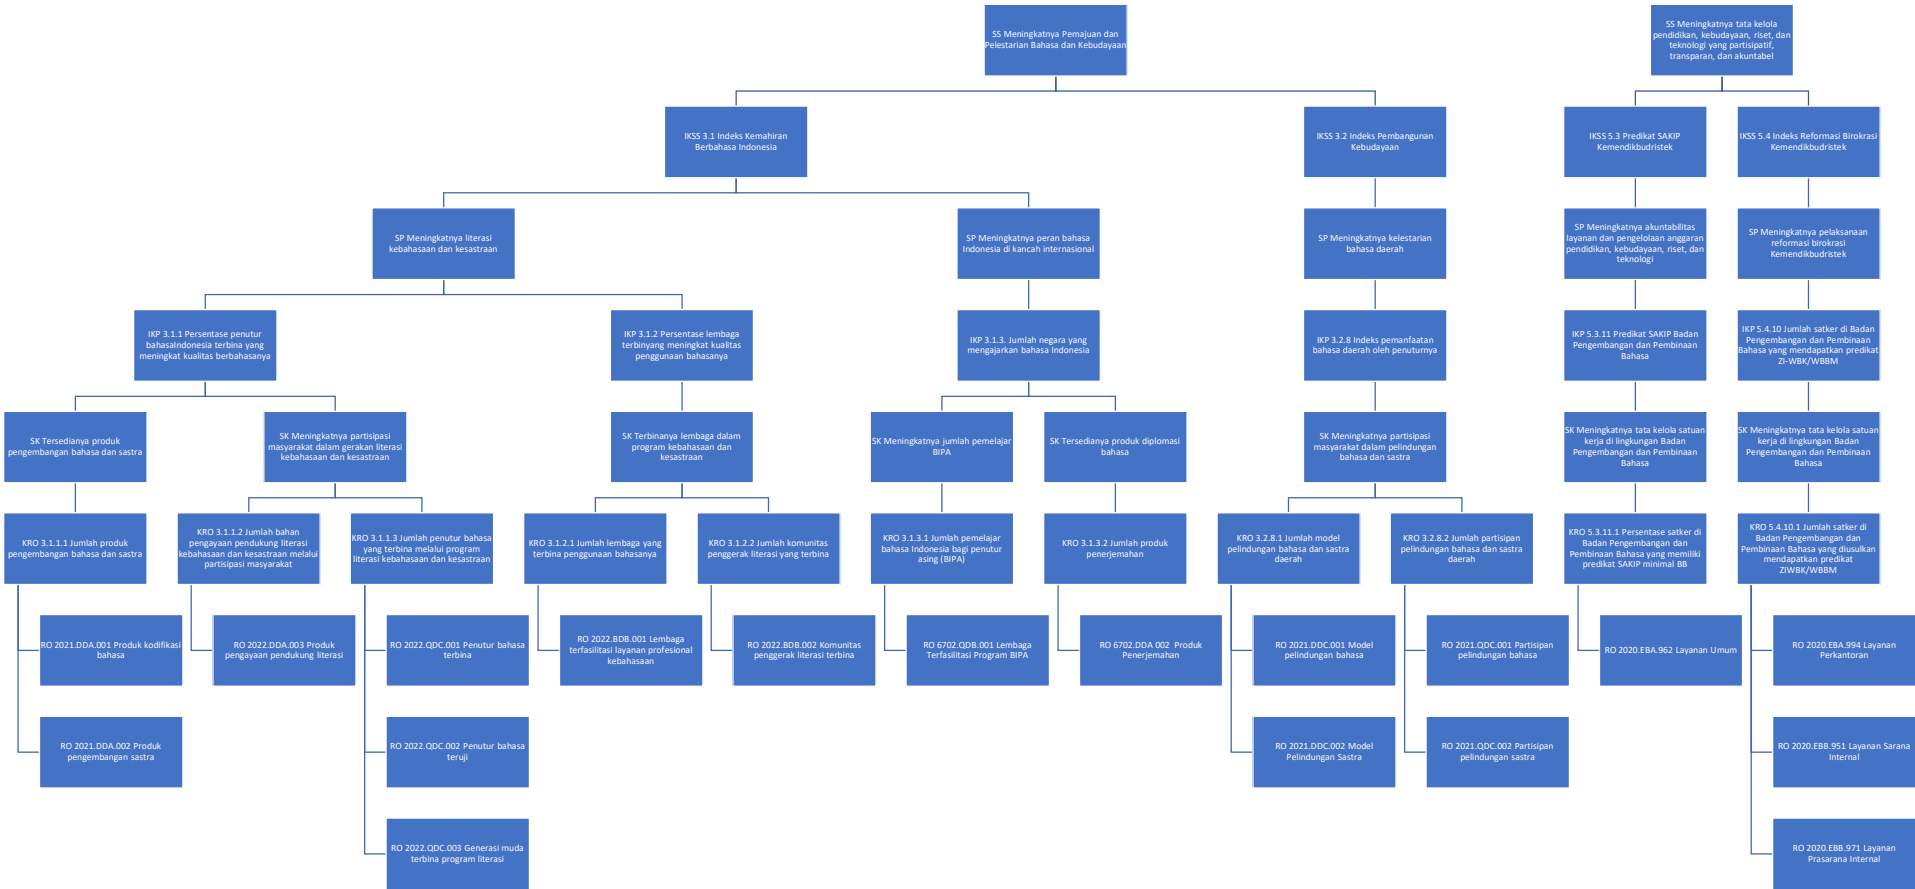 SS Meningkatnya Pemajuan dan
Pelestarian Bahasa dan Kebudayaan
SS Meningkatnya tata kelola
pendidikan, kebudayaan, riset, dan
teknologi yang partisipatif,
transparan, dan akuntabel
IKSS 3.1 Indeks Kemahiran
Berbahasa Indonesia
IKSS 3.2 Indeks Pembangunan
Kebudayaan
IKSS 5.3 Predikat SAKIP
Kemendikbudristek
IKSS 5.4 Indeks Reformasi Birokrasi
Kemendikbudristek
SP Meningkatnya literasi
kebahasaan dan kesastraan
SP Meningkatnya peran bahasa
Indonesia di kancah internasional
SP Meningkatnya kelestarian
bahasa daerah
SP Meningkatnya akuntabilitas
layanan dan pengelolaan anggaran
pendidikan, kebudayaan, riset, dan
teknologi
SP Meningkatnya pelaksanaan
reformasi birokrasi
Kemendikbudristek
IKP 3.1.1 Persentase penutur
bahasaIndonesia terbina yang
meningkat kualitas berbahasanya
IKP 3.1.2 Persentase lembaga
terbinyang meningkat kualitas
penggunaan bahasanya
IKP 3.1.3. Jumlah negara yang
mengajarkan bahasa Indonesia
IKP 3.2.8 Indeks pemanfaatan
bahasa daerah oleh penuturnya
IKP 5.3.11 Predikat SAKIP Badan
Pengembangan dan Pembinaan
Bahasa
IKP 5.4.10 Jumlah satker di Badan
Pengembangan dan Pembinaan
Bahasa yang mendapatkan predikat
ZI-WBK/WBBM
SK Tersedianya produk
pengembangan bahasa dan sastra
SK Meningkatnya partisipasi
masyarakat dalam gerakan literasi
kebahasaan dan kesastraan
SK Terbinanya lembaga dalam
program kebahasaan dan
kesastraan
SK Meningkatnya jumlah pemelajar
BIPA
SK Tersedianya produk diplomasi
bahasa
SK Meningkatnya partisipasi
masyarakat dalam pelindungan
bahasa dan sastra
SK Meningkatnya tata kelola satuan
kerja di lingkungan Badan
Pengembangan dan Pembinaan
Bahasa
SK Meningkatnya tata kelola satuan
kerja di lingkungan Badan
Pengembangan dan Pembinaan
Bahasa
KRO 3.1.1.1 Jumlah produk
pengembangan bahasa dan sastra
KRO 3.1.1.2 Jumlah bahan
pengayaan pendukung literasi
kebahasaan dan kesastraan melalui
partisipasi masyarakat
KRO 3.1.1.3 Jumlah penutur bahasa
yang terbina melalui program
literasi kebahasaan dan kesastraan
KRO 3.1.2.1 Jumlah lembaga yang
terbina penggunaan bahasanya
KRO 3.1.2.2 Jumlah komunitas
penggerak literasi yang terbina
KRO 3.1.3.1 Jumlah pemelajar
bahasa Indonesia bagi penutur
asing (BIPA)
KRO 3.1.3.2 Jumlah produk
penerjemahan
KRO 3.2.8.1 Jumlah model
pelindungan bahasa dan sastra
daerah
KRO 3.2.8.2 Jumlah partisipan
pelindungan bahasa dan sastra
daerah
KRO 5.3.11.1 Persentase satker di
Badan Pengembangan dan
Pembinaan Bahasa yang memiliki
predikat SAKIP minimal BB
KRO 5.4.10.1 Jumlah satker di
Badan Pengembangan dan
Pembinaan Bahasa yang diusulkan
mendapatkan predikat
ZIWBK/WBBM
RO 2021.DDA.001 Produk kodifikasi
bahasa
RO 2022.DDA.003 Produk
pengayaan pendukung literasi
RO 2022.QDC.001 Penutur bahasa
terbina
RO 2022.BDB.001 Lembaga
terfasilitasi layanan profesional
kebahasaan
RO 2022.BDB.002 Komunitas
penggerak literasi terbina
RO 6702.QDB.001 Lembaga
Terfasilitasi Program BIPA
RO 6702.DDA 002 Produk
Penerjemahan
RO 2021.DDC.001 Model
pelindungan bahasa
RO 2021.QDC.001 Partisipan
pelindungan bahasa
RO 2020.EBA.962 Layanan Umum
RO 2020.EBA.994 Layanan
Perkantoran
RO 2021.DDA.002 Produk
pengembangan sastra
RO 2022.QDC.002 Penutur bahasa
teruji
RO 2021.DDC.002 Model
Pelindungan Sastra
RO 2021.QDC.002 Partisipan
pelindungan sastra
RO 2020.EBB.951 Layanan Sarana
Internal
RO 2022.QDC.003 Generasi muda
terbina program literasi
RO 2020.EBB.971 Layanan
Prasarana Internal